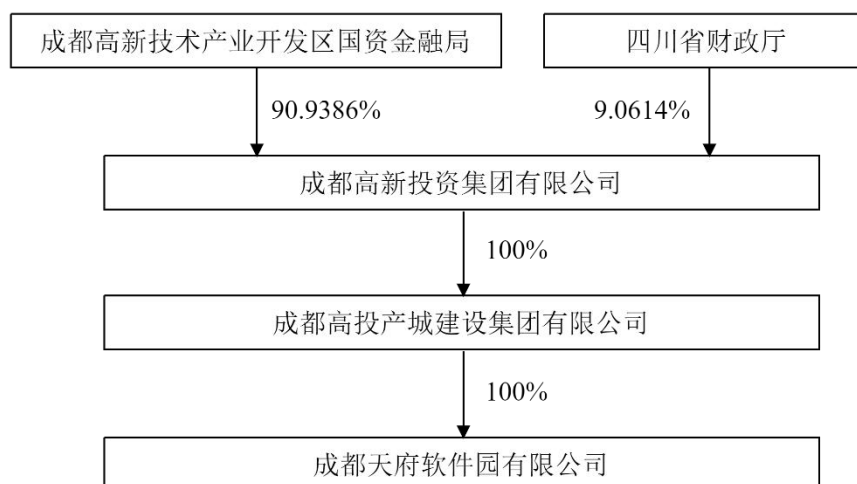 成都高新技术产业开发区国资金融局
四川省财政厅
90.9386%
9.0614%
成都高新投资集团有限公司
100%
成都高投产城建设集团有限公司
100%
成都天府软件园有限公司